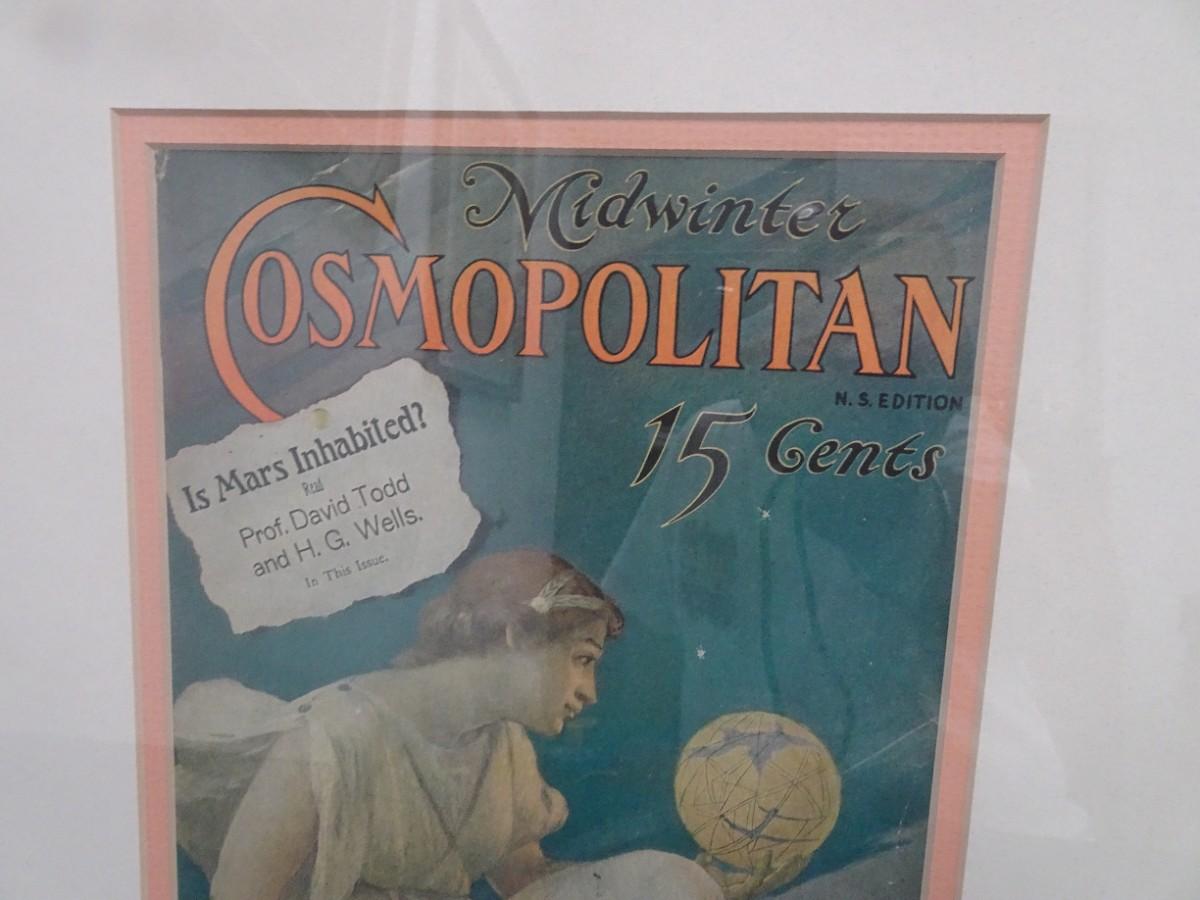 Midwinter
COSMOPOLITAN
N. S. EDITION
15 Cents
Is Mars Inhabited?
Read
Prof. David Todd
and H. G. Wells.
In This Issue.